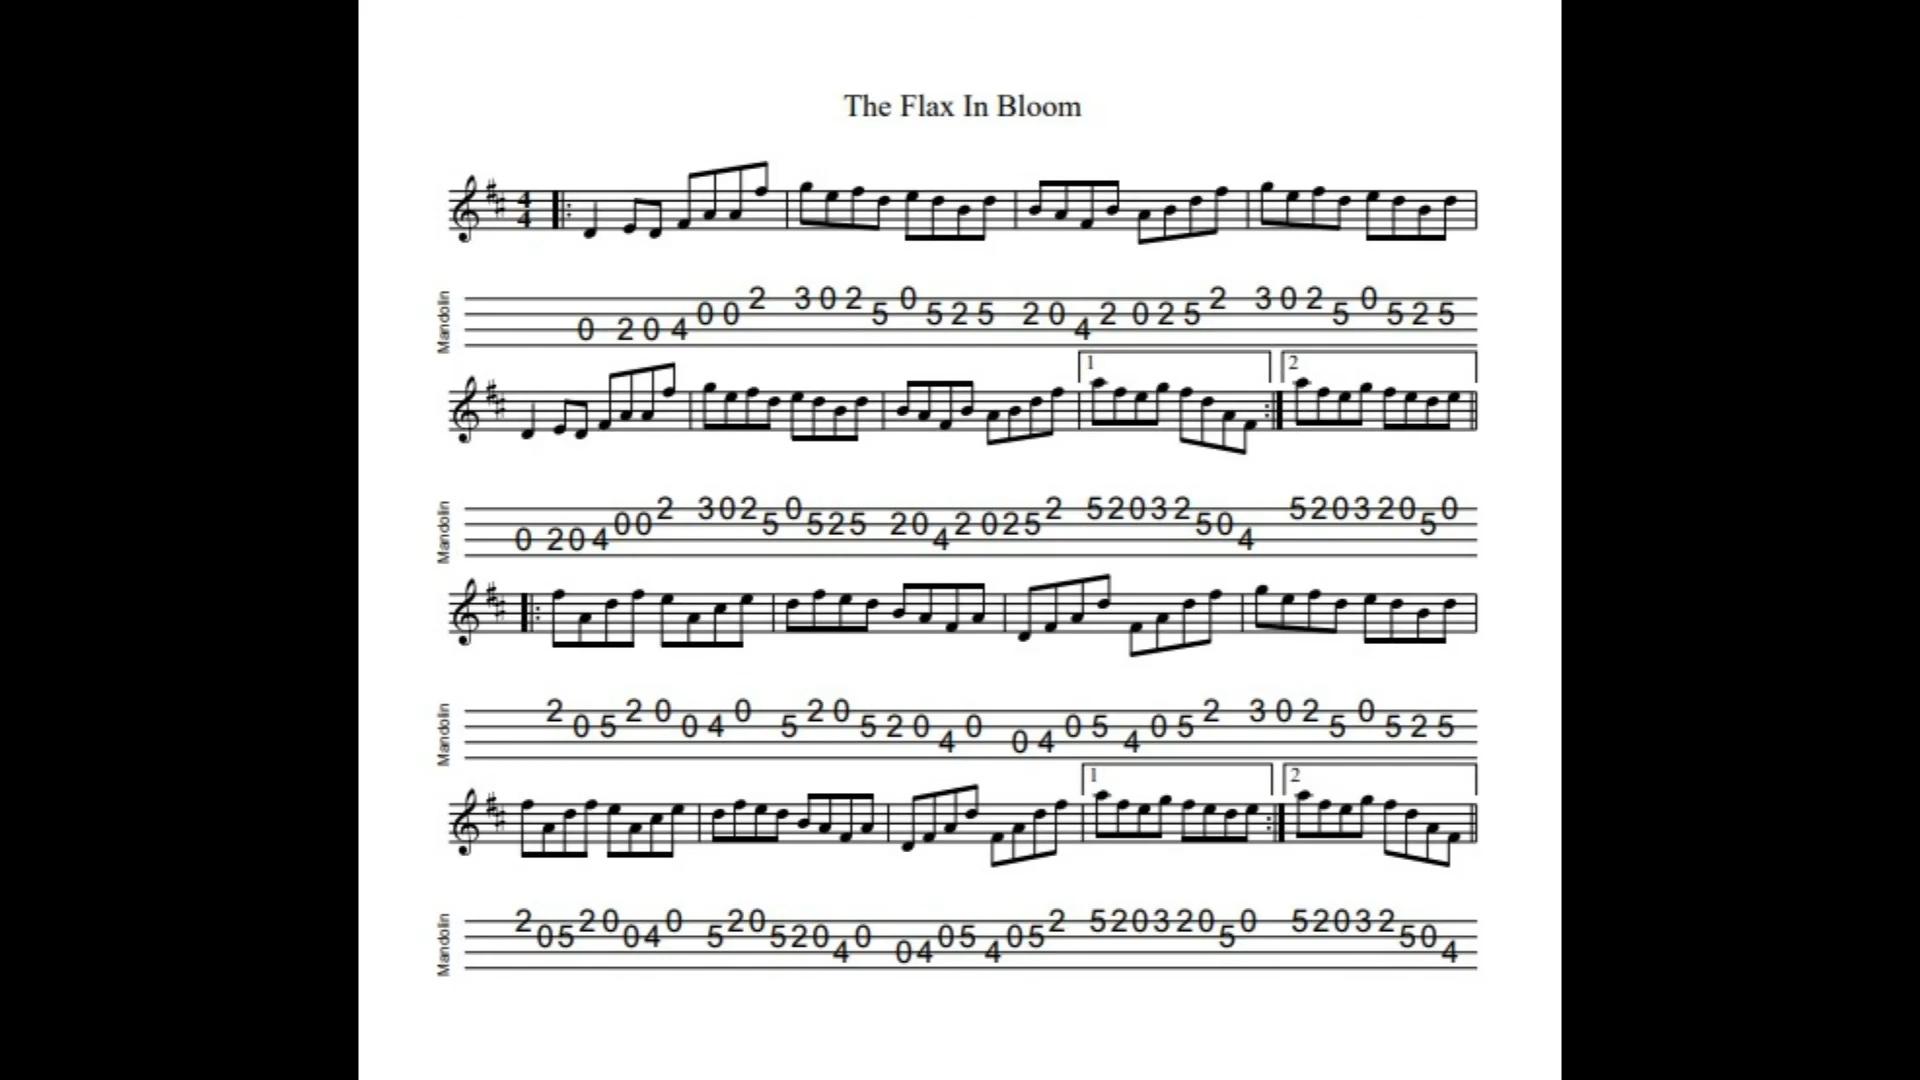 The Flax In Bloom
4
4
Mandolin
0 2 0 4 0 0 2 3 0 2 5 0 5 2 5 2 0 4 2 0 2 5 2 3 0 2 5 0 5 2 5
1 2
Mandolin
0 2 0 4 0 0 2 3 0 2 5 0 5 2 5 2 0 4 2 0 2 5 2 5 2 0 3 2 5 0 4 5 2 0 3 2 0 5 0
Mandolin
2 0 5 2 0 0 4 0 5 2 0 5 2 0 4 0 0 4 0 5 4 0 5 2 3 0 2 5 0 5 2 5
1 2
Mandolin
2 0 5 2 0 0 4 0 5 2 0 5 2 0 4 0 0 4 0 5 4 0 5 2 5 2 0 3 2 0 5 0 5 2 0 3 2 5 0 4